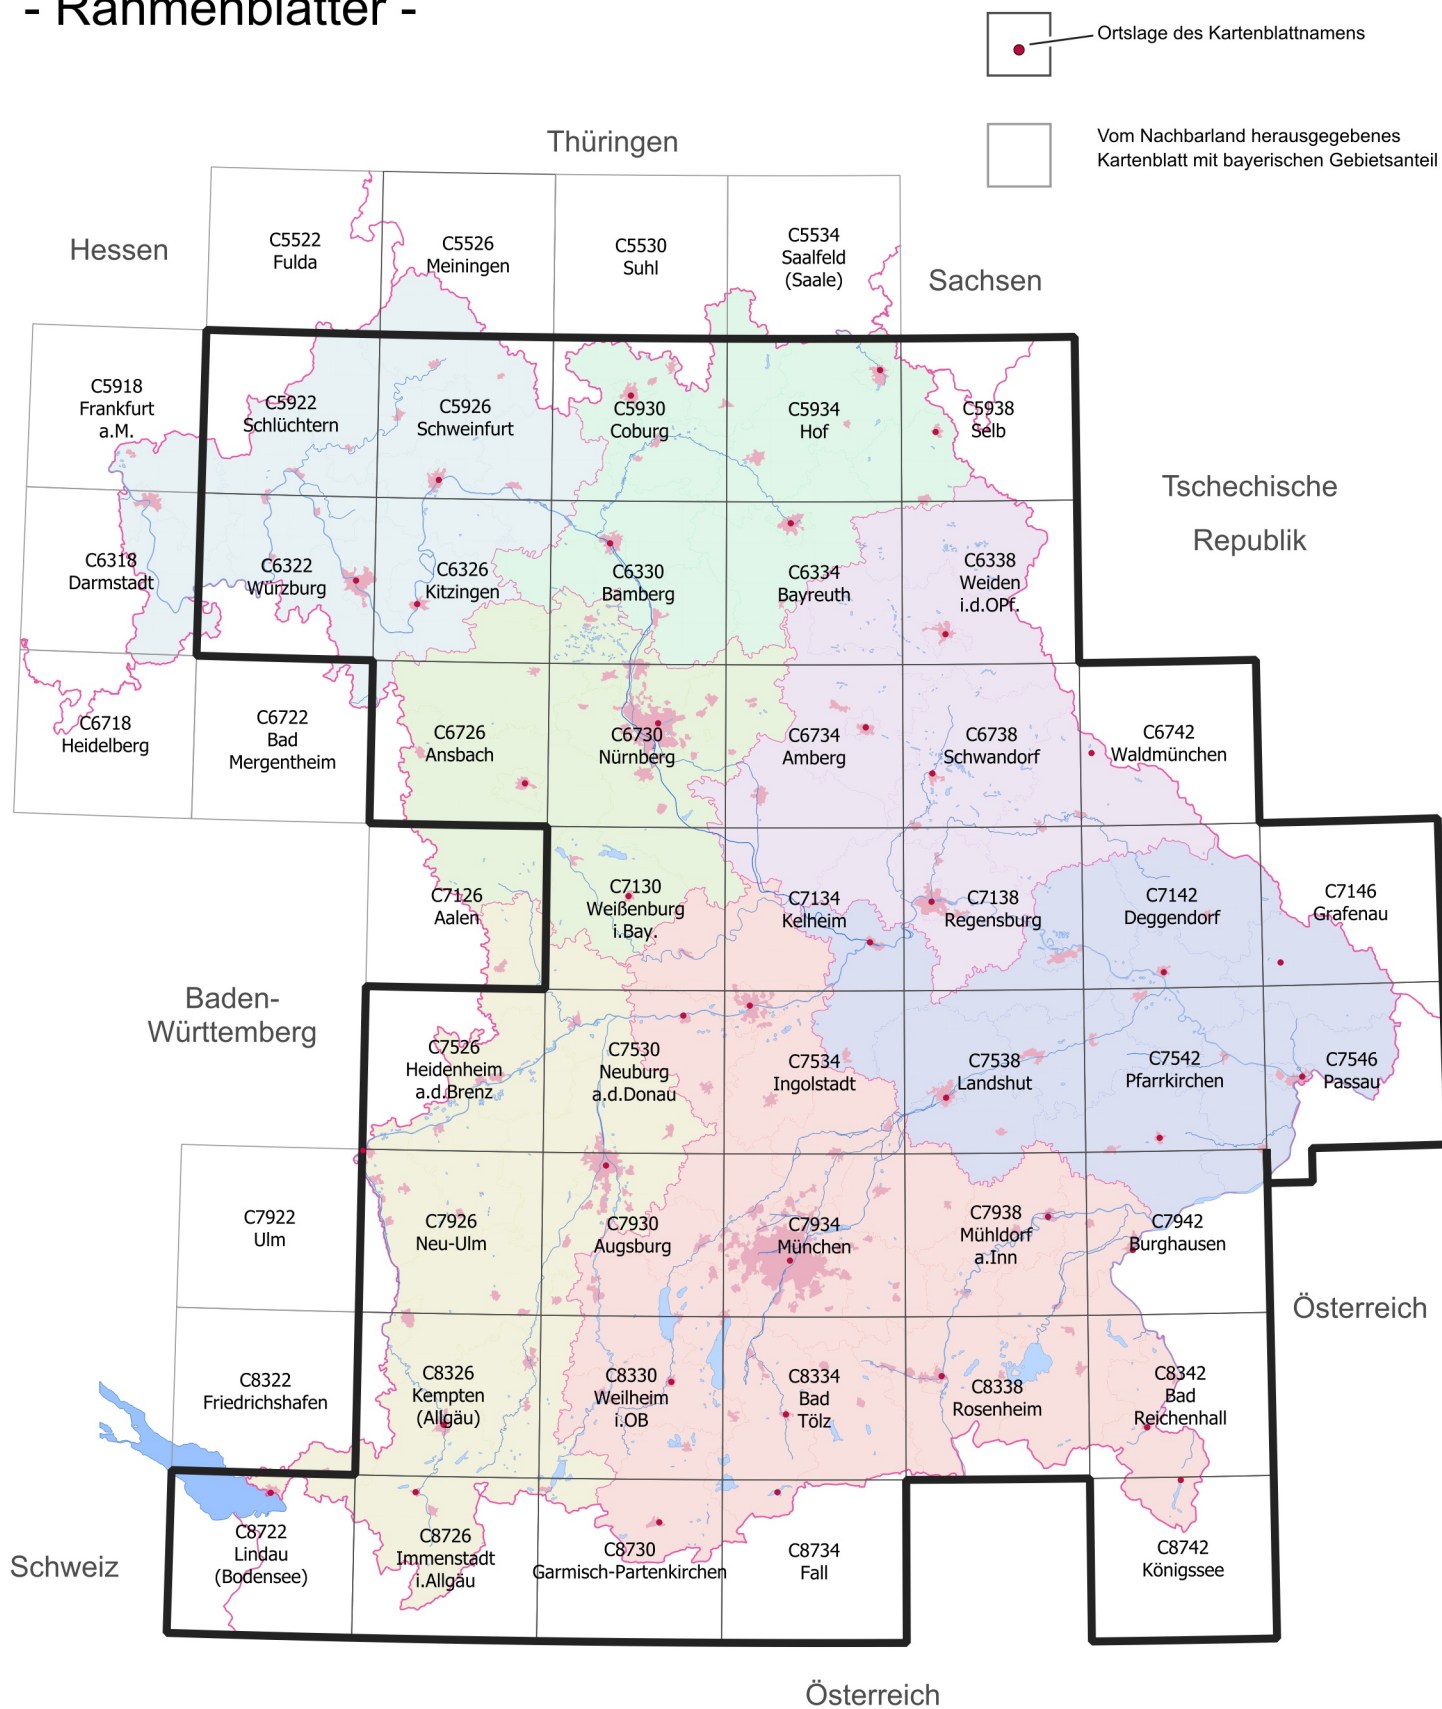 - Rahmenblätter -
Ortslage des Kartenblattnamens
Vom Nachbarland herausgegebenes
Kartenblatt mit bayerischen Gebietsanteil
Thüringen
Hessen
Sachsen
Tschechische
Republik
Baden-
Württemberg
Österreich
Schweiz
Österreich
C5522
Fulda
C5526
Meiningen
C5530
Suhl
C5534
Saalfeld
(Saale)
C5918
Frankfurt
a.M.
C5922
Schlüchtern
C5926
Schweinfurt
C5930
Coburg
C5934
Hof
C5938
Selb
C6318
Darmstadt
C6322
Würzburg
C6326
Kitzingen
C6330
Bamberg
C6334
Bayreuth
C6338
Weiden
i.d.OPf.
C6718
Heidelberg
C6722
Bad
Mergentheim
C6726
Ansbach
C6730
Nürnberg
C6734
Amberg
C6738
Schwandorf
C6742
Waldmünchen
C7126
Aalen
C7130
Weißenburg
i.Bay.
C7134
Kelheim
C7138
Regensburg
C7142
Deggendorf
C7146
Grafenau
C7526
Heidenheim
a.d.Brenz
C7530
Neuburg
a.d.Donau
C7534
Ingolstadt
C7538
Landshut
C7542
Pfarrkirchen
C7546
Passau
C7922
Ulm
C7926
Neu-Ulm
C7930
Augsburg
C7934
München
C7938
Mühldorf
a.Inn
C7942
Burghausen
C8322
Friedrichshafen
C8326
Kempten
(Allgäu)
C8330
Weilheim
i.OB
C8334
Bad
Tölz
C8338
Rosenheim
C8342
Bad
Reichenhall
C8722
Lindau
(Bodensee)
C8726
Immenstadt
i.Allgäu
C8730
Garmisch-Partenkirchen
C8734
Fall
C8742
Königssee